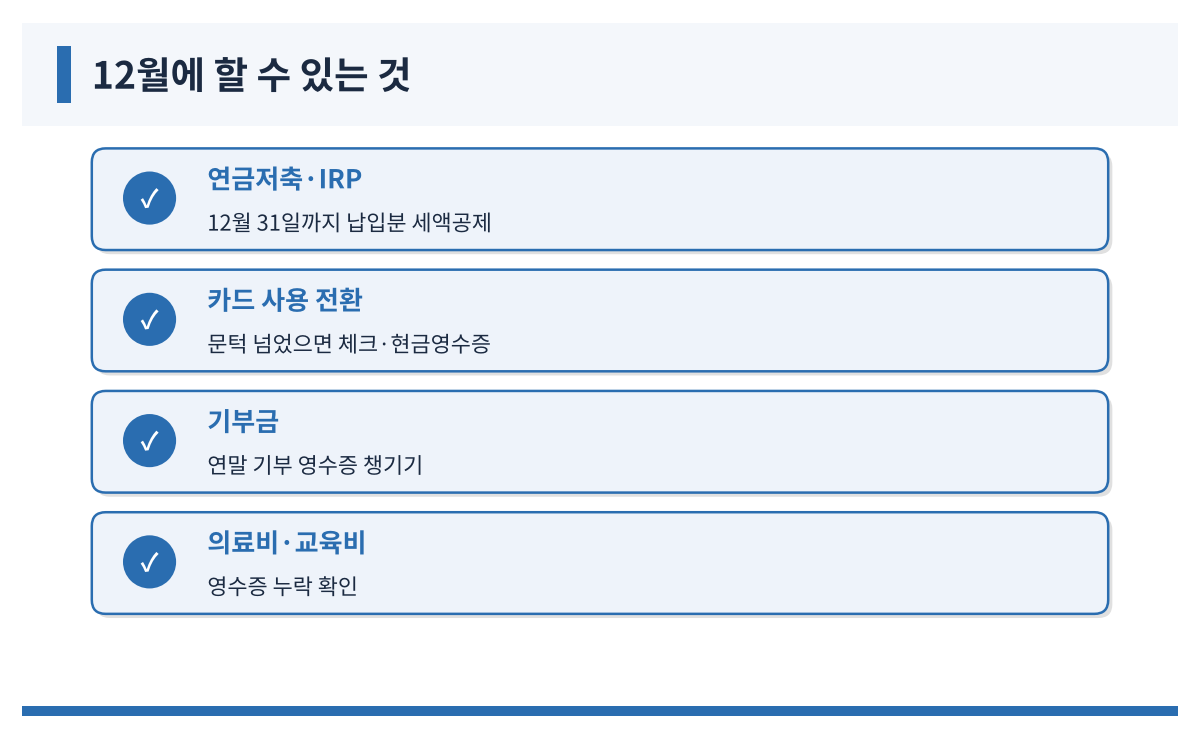 12월에 할 수 있는 것
✓
연금저축·IRP
12월 31일까지 납입분 세액공제
✓
카드 사용 전환
문턱 넘었으면 체크·현금영수증
✓
기부금
연말 기부 영수증 챙기기
✓
의료비·교육비
영수증 누락 확인